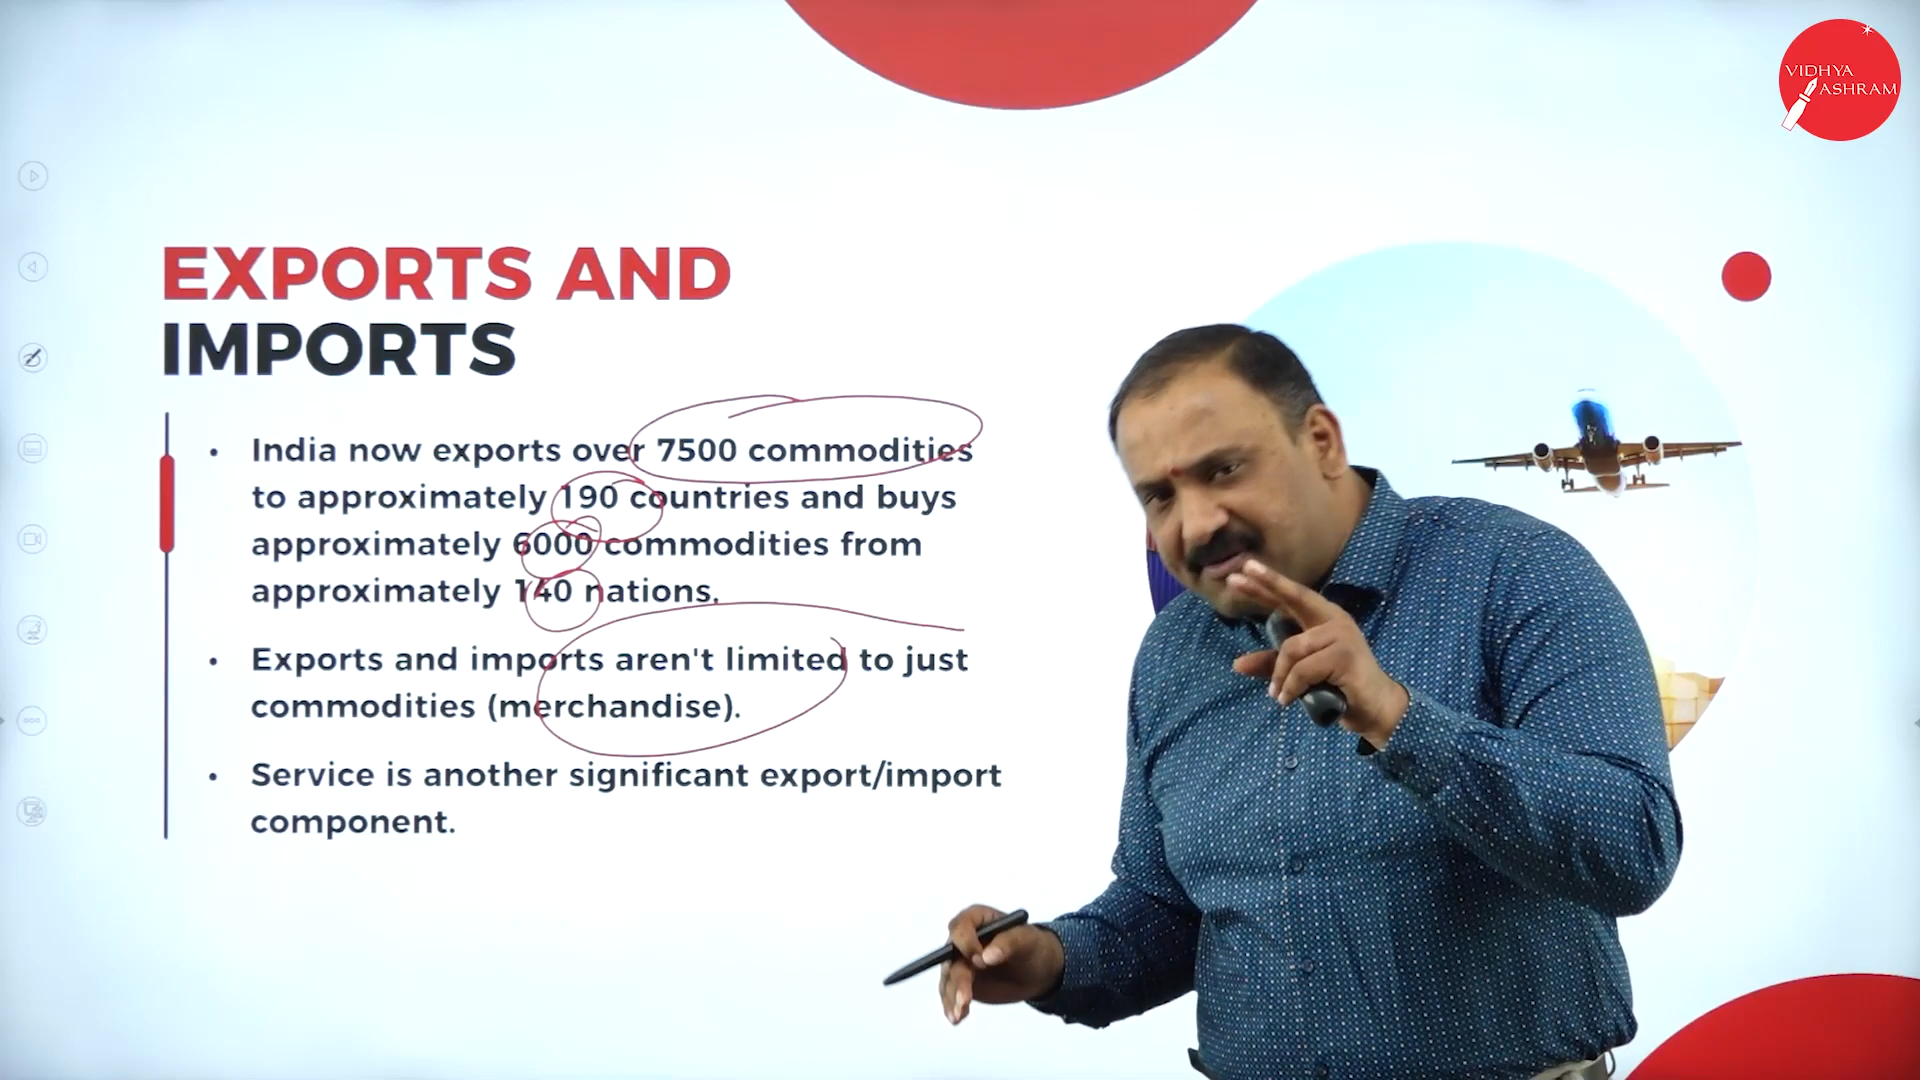 VIDHYA
ASHRAM
EXPORTS AND
IMPORTS
• India now exports over 7500 commodities
to approximately 190 countries and buys
approximately 6000 commodities from
approximately 140 nations.
• Exports and imports aren't limited to just
commodities (merchandise).
• Service is another significant export/import
component.